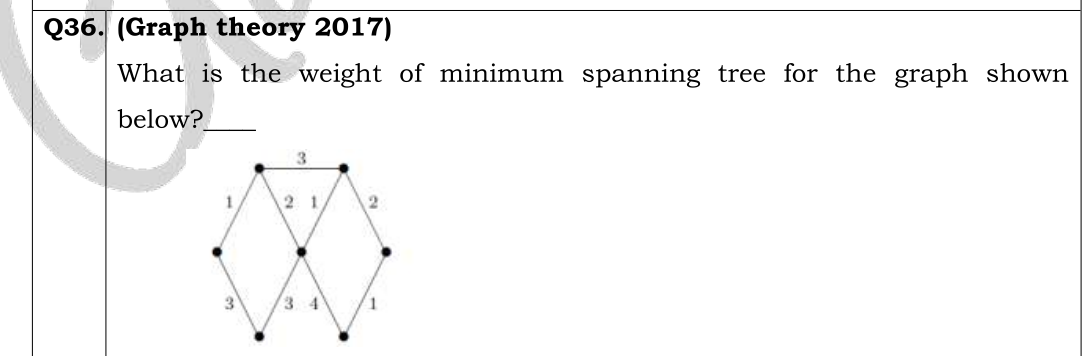 Q36. (Graph theory 2017)
What is the weight of minimum spanning tree for the graph shown
below?____
3
1 2 1 2
3 3 4 1